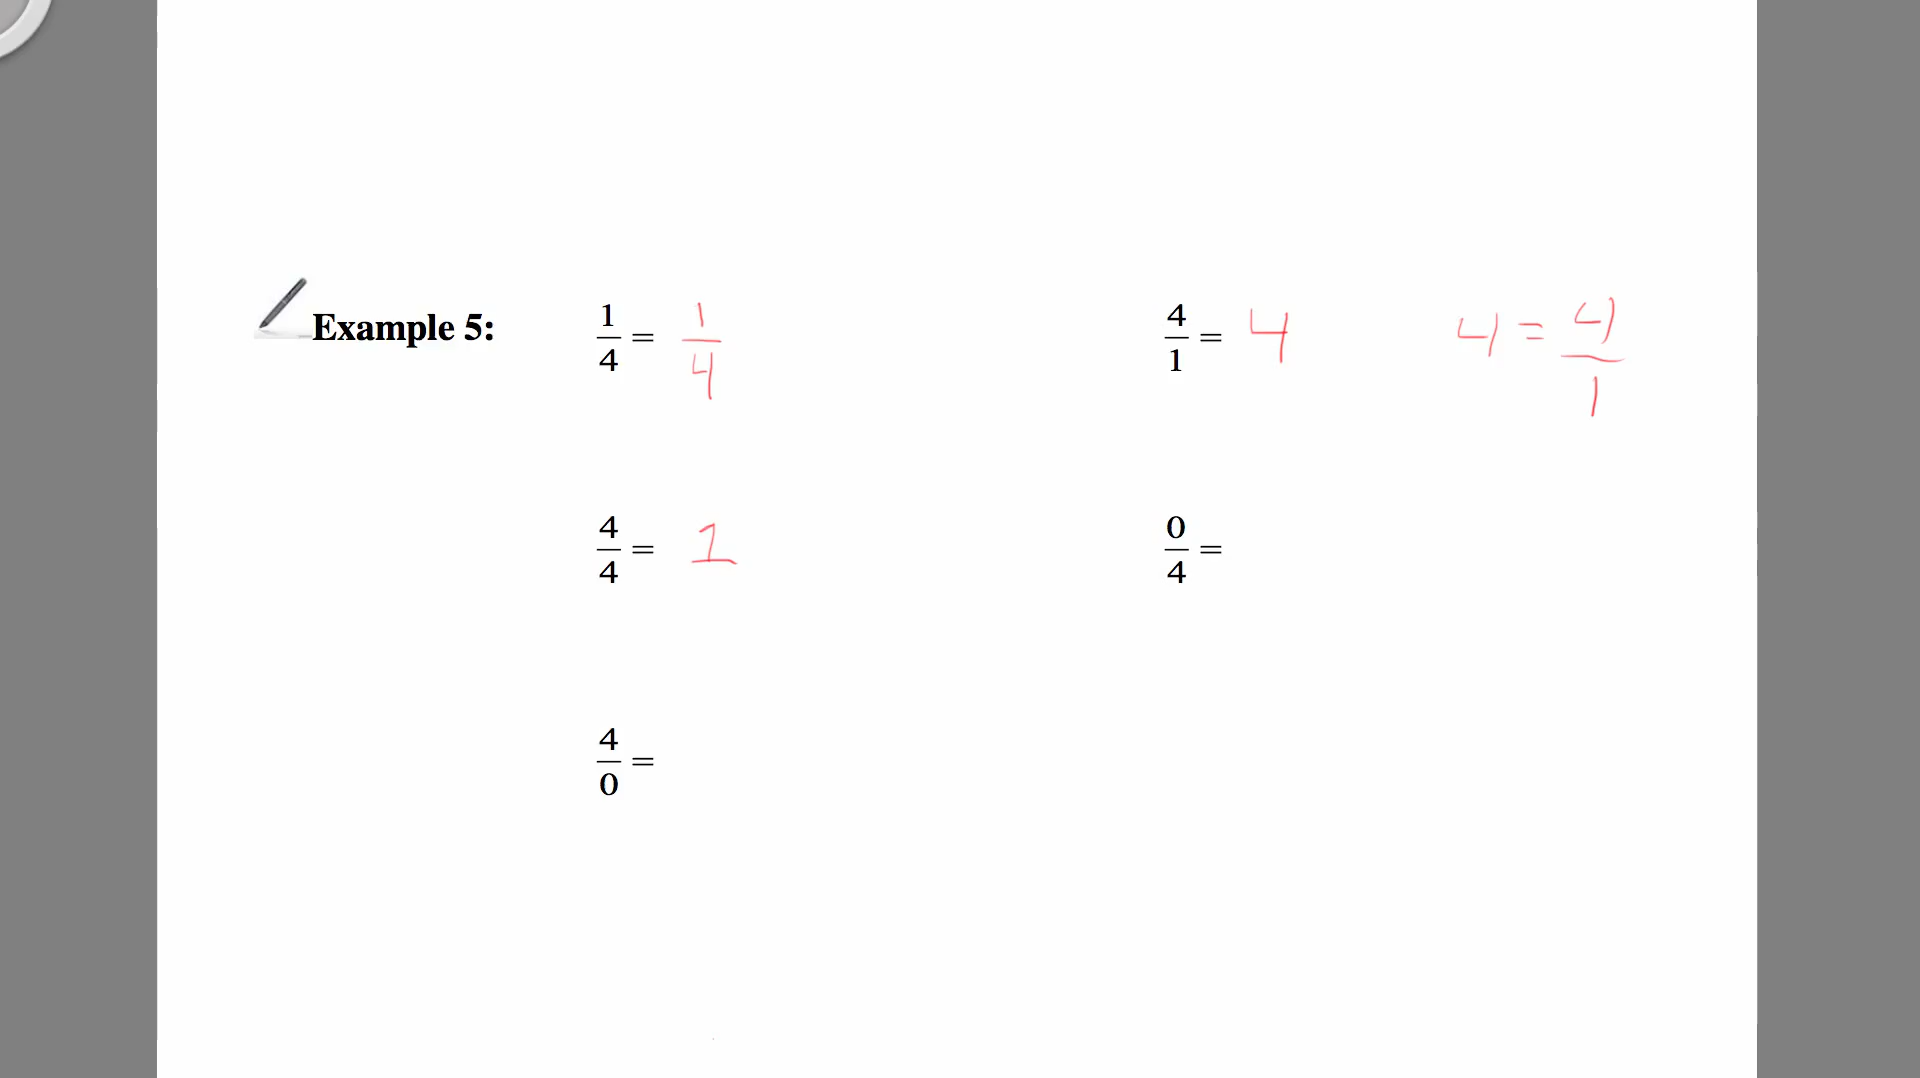 Example 5: 1/4 = 1/4 4/1 = 4 4 = 4/1
4/4 = 1 0/4 =
4/0 =